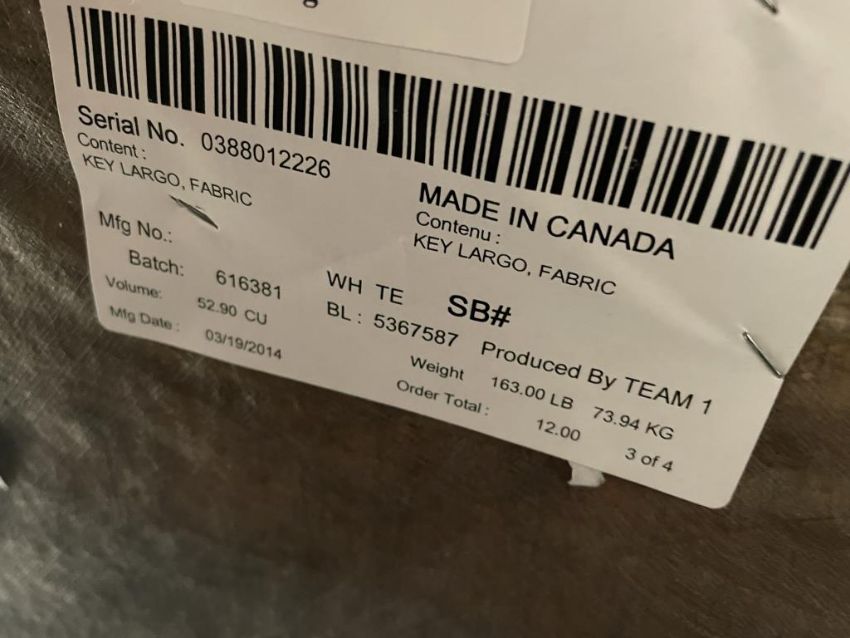 Serial No. 0388012226
MADE IN CANADA
Content :
Contenu :
KEY LARGO, FABRIC
KEY LARGO, FABRIC
Mfg No.:
Batch: 616381 WH TE SB#
Volume: 52.90 CU BL : 5367587 Produced By TEAM 1
Mfg Date : 03/19/2014 Weight 163.00 LB 73.94 KG
Order Total : 12.00 3 of 4